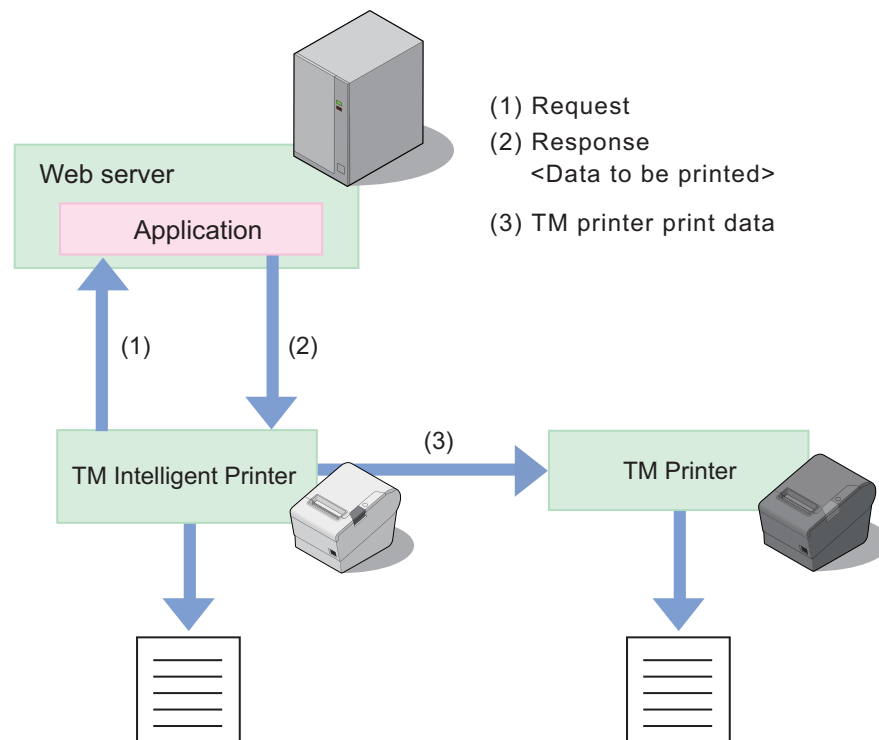 (1) Request
(2) Response
<Data to be printed>
(3) TM printer print data
Web server
Application
(1)
(2)
(3)
TM Intelligent Printer
TM Printer